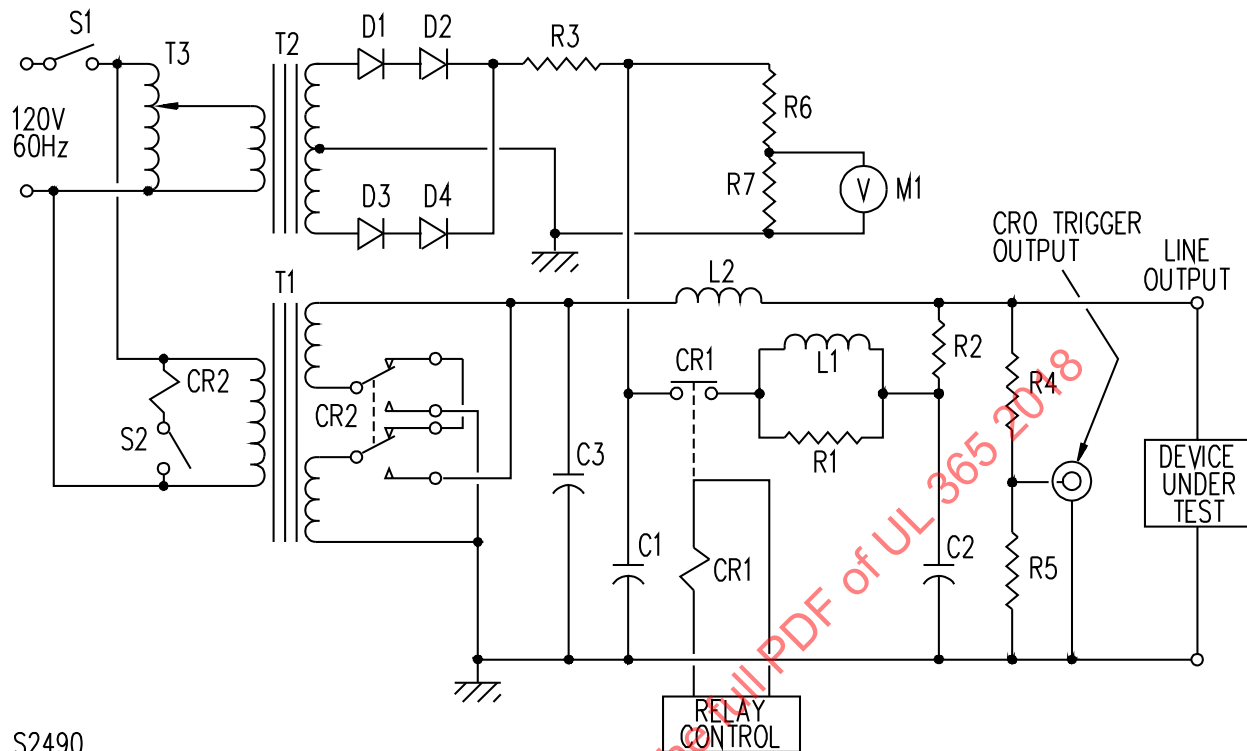 S1
T3
T2
D1
D2
R3
120V
60Hz
R6
R7
V
M1
D3
D4
CRO TRIGGER
OUTPUT
LINE
OUTPUT
T1
L2
CR2
S2
CR2
CR1
L1
R1
R2
R4
C3
C1
CR1
C2
R5
DEVICE
UNDER
TEST
RELAY
CONTROL
full PDF of UL 365 2018
S2490